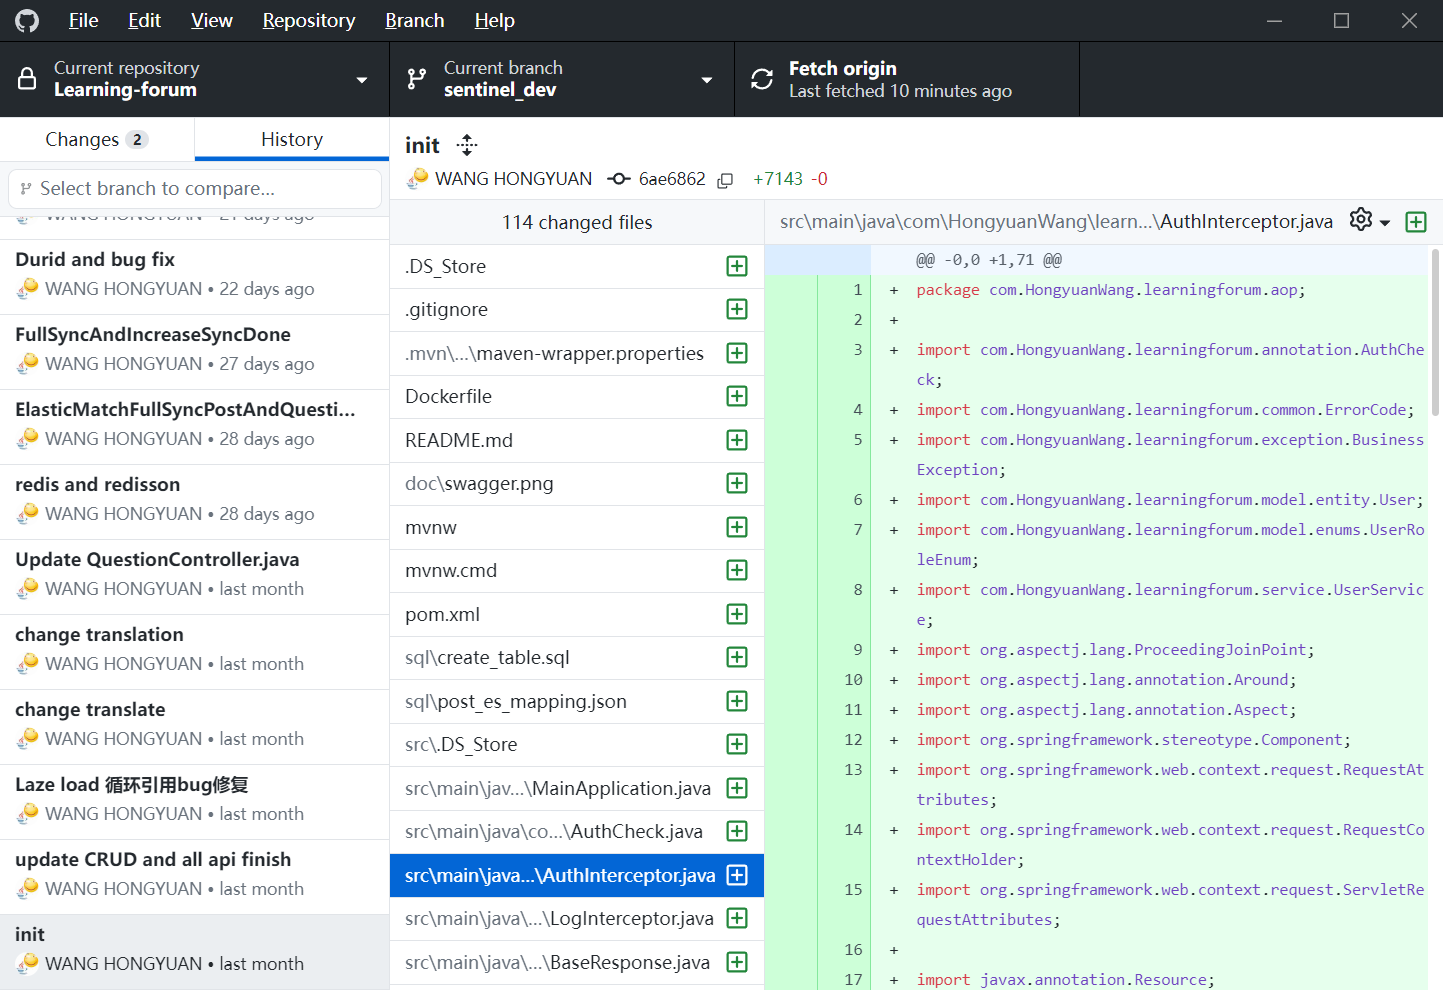 File Edit View Repository Branch Help
Current repository
Learning-forum
Current branch
sentinel_dev
Fetch origin
Last fetched 10 minutes ago
Changes 2
History
Select branch to compare...
WANG HONGYUAN • 21 days ago
Durid and bug fix
WANG HONGYUAN • 22 days ago
FullSyncAndIncreaseSyncDone
WANG HONGYUAN • 27 days ago
ElasticMatchFullSyncPostAndQuesti...
WANG HONGYUAN • 28 days ago
redis and redisson
WANG HONGYUAN • 28 days ago
Update QuestionController.java
WANG HONGYUAN • last month
change translation
WANG HONGYUAN • last month
change translate
WANG HONGYUAN • last month
Laze load 循环引用bug修复
WANG HONGYUAN • last month
update CRUD and all api finish
WANG HONGYUAN • last month
init
WANG HONGYUAN • last month
init
WANG HONGYUAN 6ae6862 +7143 -0
114 changed files
.DS_Store
.gitignore
.mvn\...\maven-wrapper.properties
Dockerfile
README.md
doc\swagger.png
mvnw
mvnw.cmd
pom.xml
sql\create_table.sql
sql\post_es_mapping.json
src\.DS_Store
src\main\jav...\MainApplication.java
src\main\java\co...\AuthCheck.java
src\main\java...\AuthInterceptor.java
src\main\java\...\LogInterceptor.java
src\main\java\...\BaseResponse.java
src\main\java\com\HongyuanWang\learn...\AuthInterceptor.java
@@ -0,0 +1,71 @@
1 + package com.HongyuanWang.learningforum.aop;
2 +
3 + import com.HongyuanWang.learningforum.annotation.AuthChe
ck;
4 + import com.HongyuanWang.learningforum.common.ErrorCode;
5 + import com.HongyuanWang.learningforum.exception.Business
Exception;
6 + import com.HongyuanWang.learningforum.model.entity.User;
7 + import com.HongyuanWang.learningforum.model.enums.UserRo
leEnum;
8 + import com.HongyuanWang.learningforum.service.UserServic
e;
9 + import org.aspectj.lang.ProceedingJoinPoint;
10 + import org.aspectj.lang.annotation.Around;
11 + import org.aspectj.lang.annotation.Aspect;
12 + import org.springframework.stereotype.Component;
13 + import org.springframework.web.context.request.RequestAt
tributes;
14 + import org.springframework.web.context.request.RequestCo
ntextHolder;
15 + import org.springframework.web.context.request.ServletRe
questAttributes;
16 +
17 + import javax.annotation.Resource;